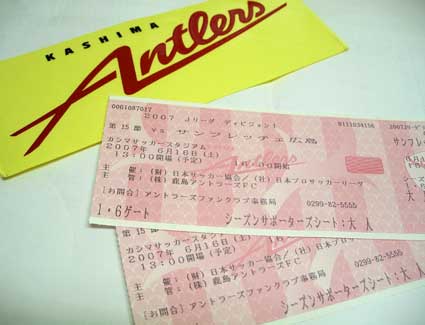 KASHIMA
Antlers
0001087017
2007 Jリーグ ディビジョン1
0111034156
第15節 vs サンフレッチェ広島
カシマサッカースタジアム
2007年 6月16日(土)
13:00開場(予定) 16:00開始
主 催:(財)日本サッカー協会/(社)日本プロサッカーリーグ
主 管:(株)鹿島アントラーズFC
[お問合]アントラーズファンクラブ事務局 0299-82-5555
1・6ゲート
シーズンサポーターズシート:大人
サンフレ
カシマサッカースタジアム
2007年 6月16日(土)
13:00開場(予定)
主 催:(財)日本サッカー協会/(社)日本プロ
主 管:(株)鹿島アントラーズFC
[お問合]アントラーズファンクラブ事務局 0299-82-5555
シーズンサポーターズシート:大人